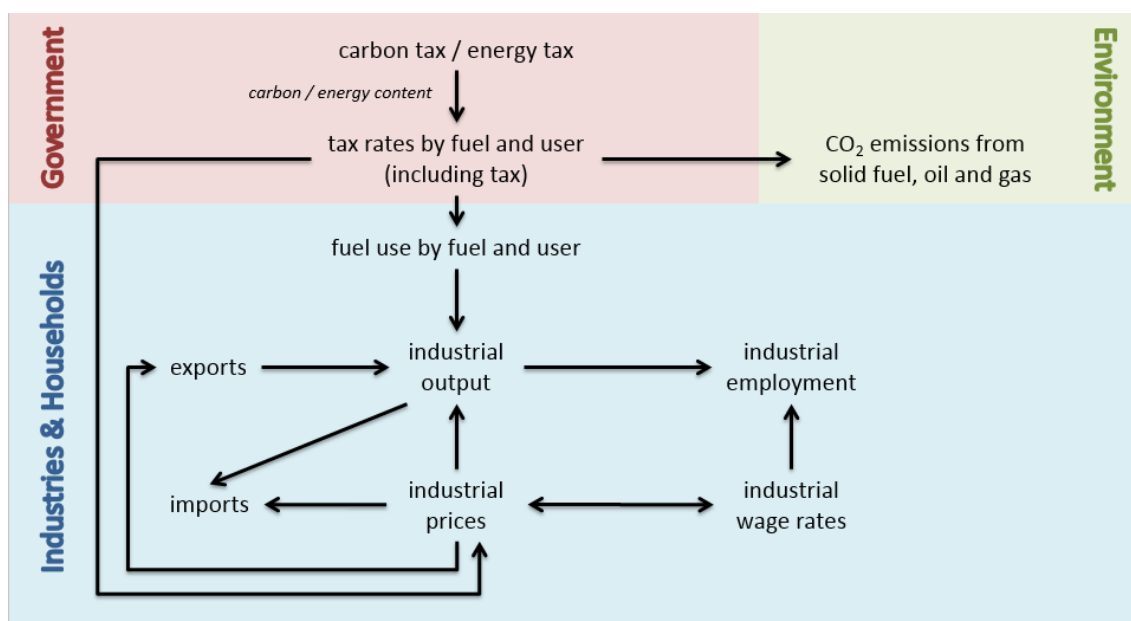 Government
carbon tax / energy tax
Environment
carbon / energy content
tax rates by fuel and user
(including tax)
CO₂ emissions from
solid fuel, oil and gas
Industries & Households
fuel use by fuel and user
exports
industrial
output
industrial
employment
imports
industrial
prices
industrial
wage rates